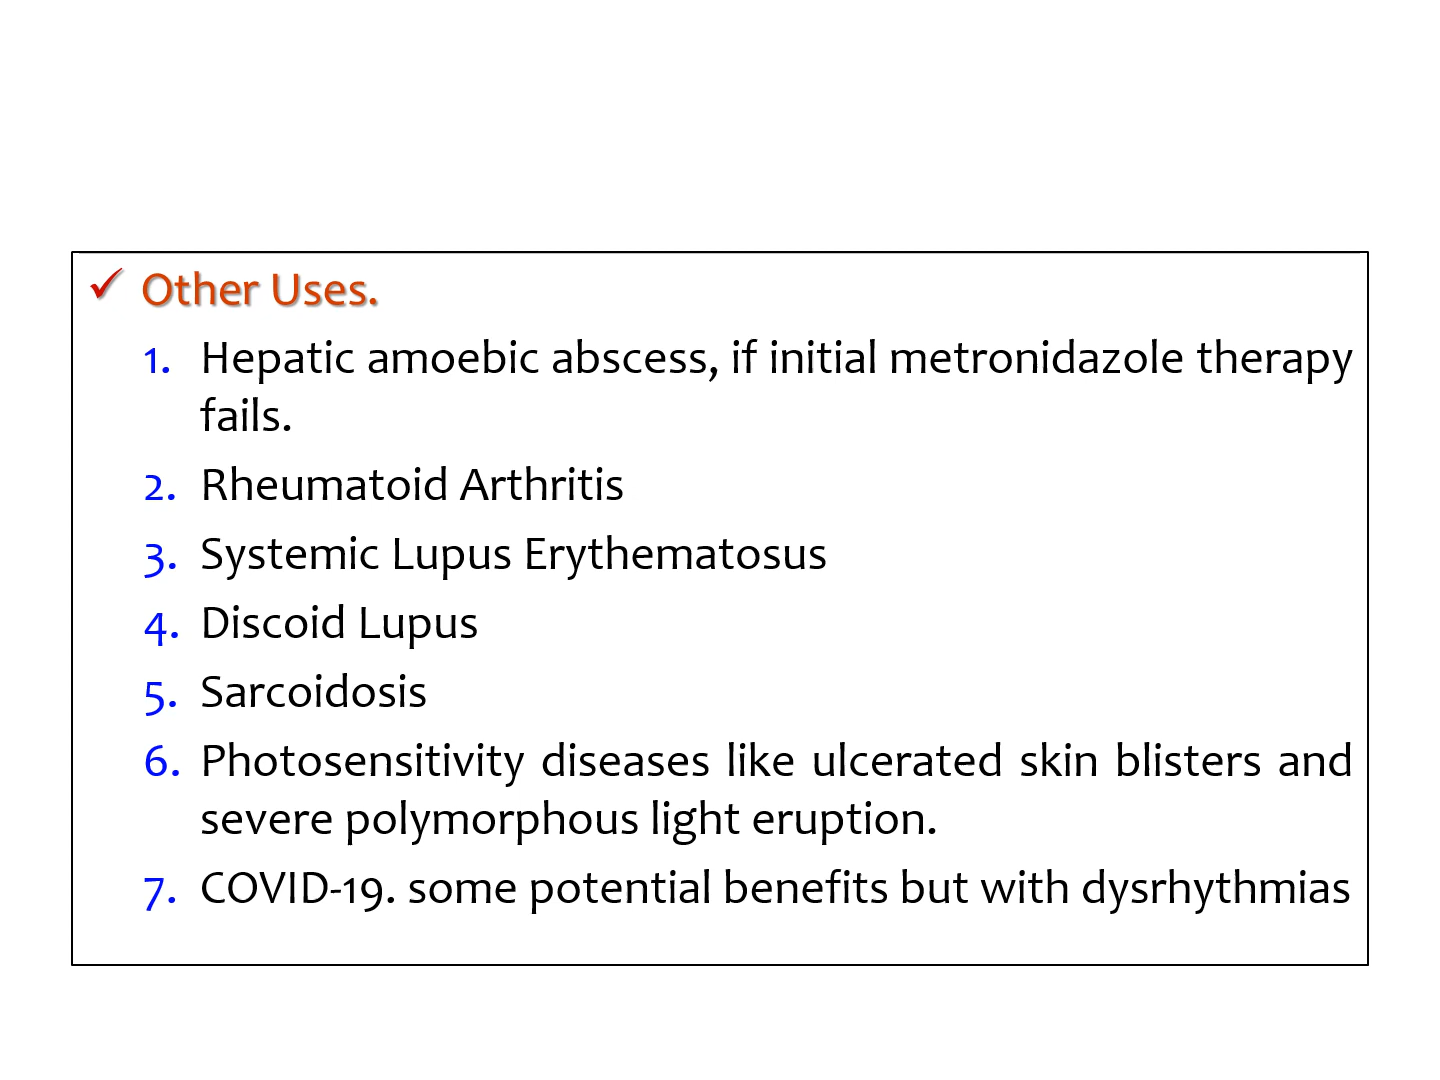 ✓ Other Uses.
1. Hepatic amoebic abscess, if initial metronidazole therapy
fails.
2. Rheumatoid Arthritis
3. Systemic Lupus Erythematosus
4. Discoid Lupus
5. Sarcoidosis
6. Photosensitivity diseases like ulcerated skin blisters and
severe polymorphous light eruption.
7. COVID-19. some potential benefits but with dysrhythmias